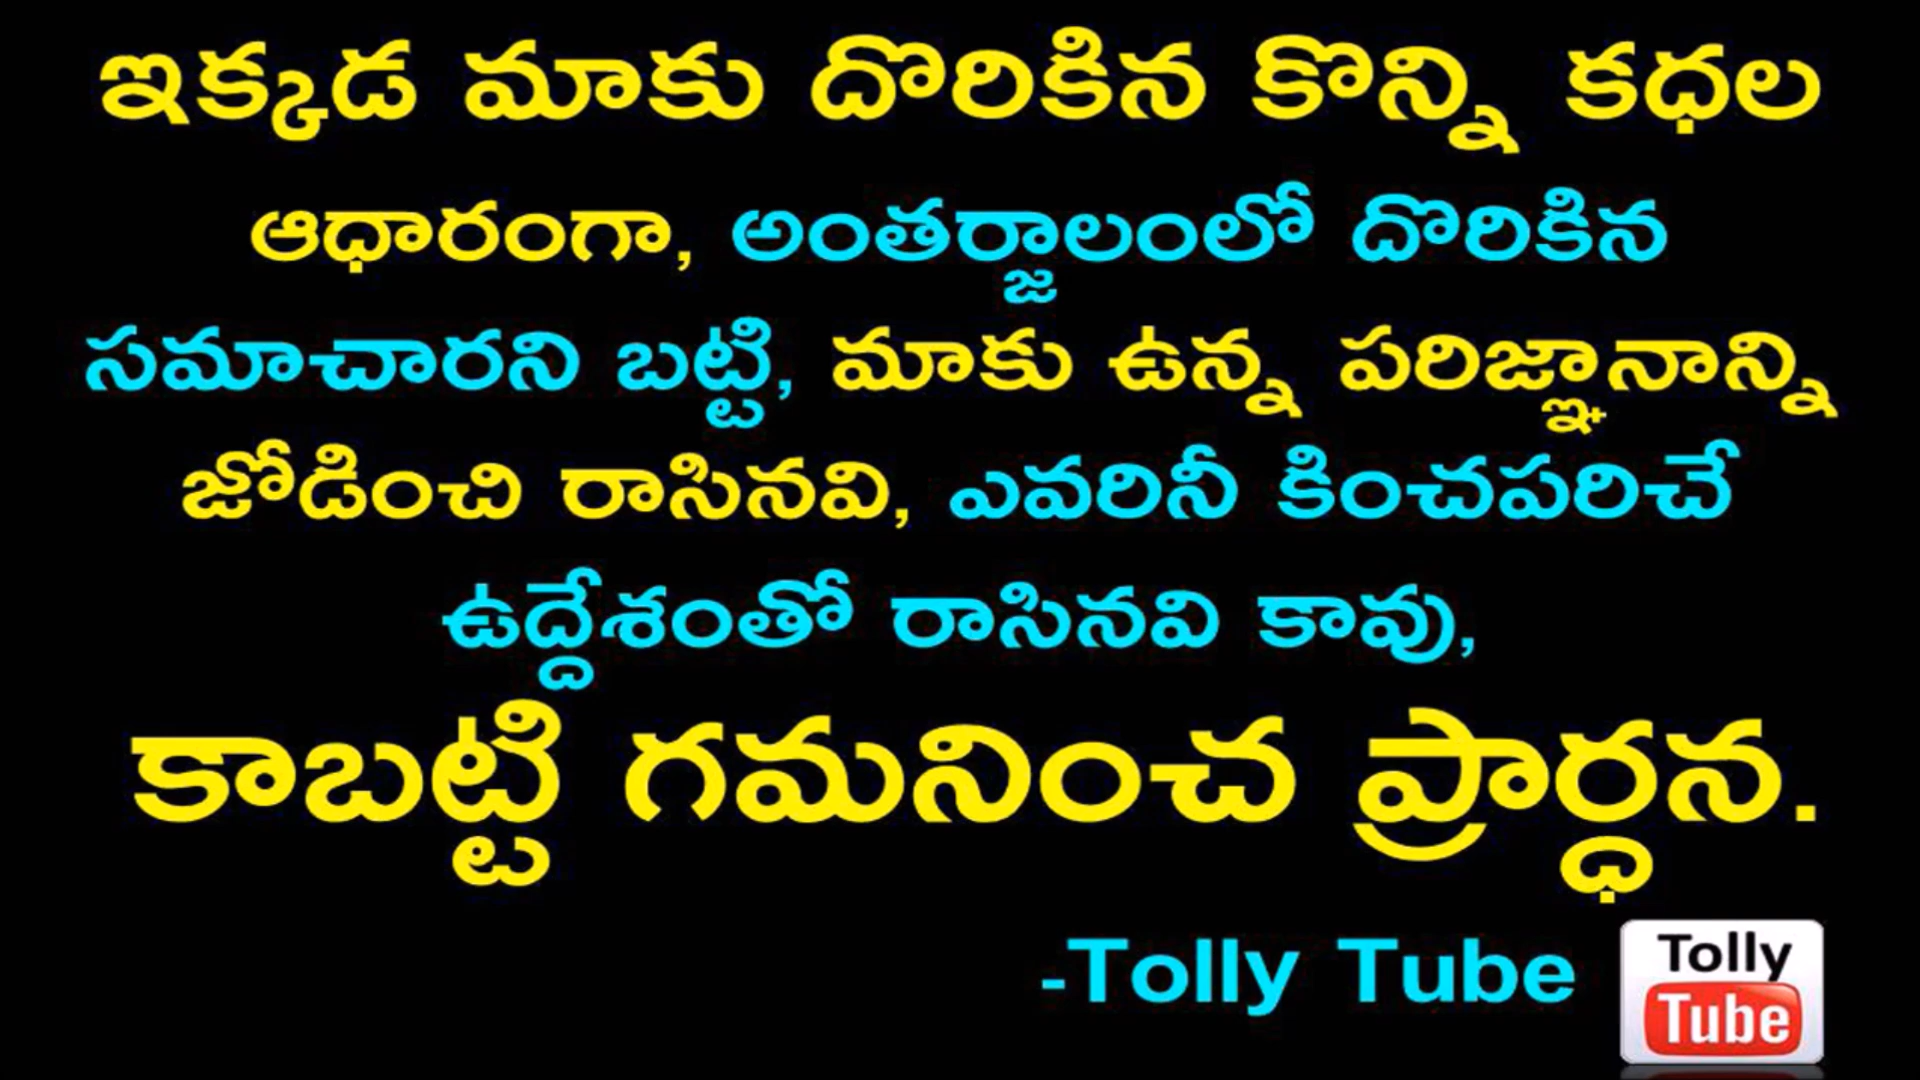 ఇక్కడ మాకు దొరికిన కొన్ని కధల
ఆధారంగా, అంతర్జాలంలో దొరికిన
సమాచారని బట్టి, మాకు ఉన్న పరిజ్ఞానాన్ని
జోడించి రాసినవి, ఎవరినీ కించపరిచే
ఉద్దేశంతో రాసినవి కావు,
కాబట్టి గమనించ ప్రార్ధన.
-Tolly Tube
Tolly
Tube